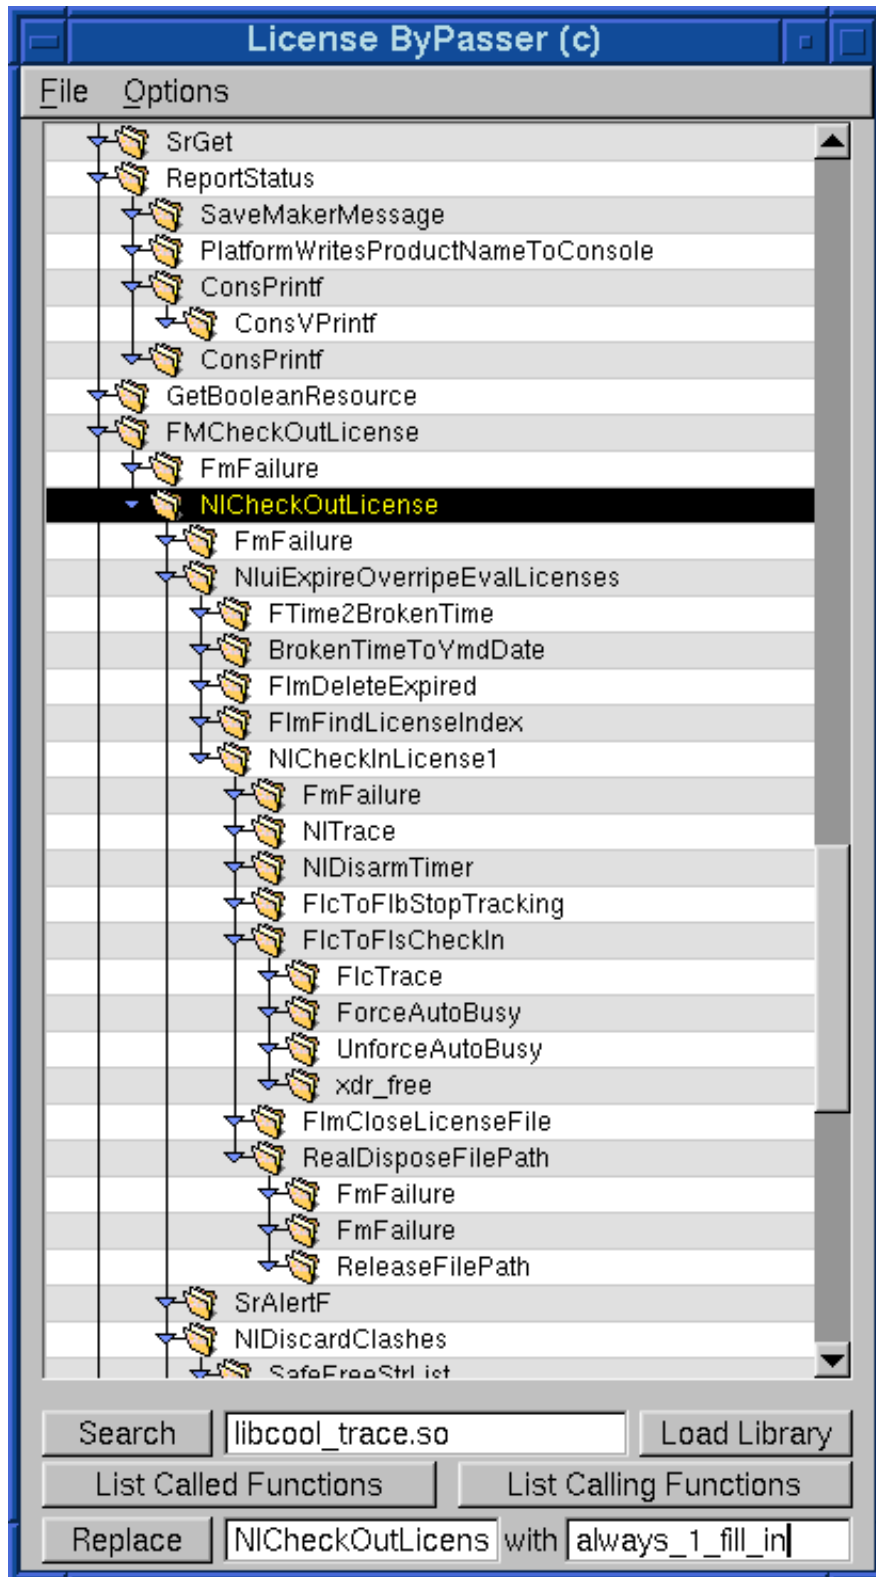 License ByPasser (c)
File Options
SrGet
ReportStatus
SaveMakerMessage
PlatformWritesProductNameToConsole
ConsPrintf
ConsVPrintf
ConsPrintf
GetBooleanResource
FMCheckOutLicense
FmFailure
NlCheckOutLicense
FmFailure
NluiExpireOverripeEvalLicenses
FTime2BrokenTime
BrokenTimeToYmdDate
FlmDeleteExpired
FlmFindLicenseIndex
NlCheckInLicense1
FmFailure
NlTrace
NlDisarmTimer
FlcToFlbStopTracking
FlcToFlsCheckIn
FlcTrace
ForceAutoBusy
UnforceAutoBusy
xdr_free
FlmCloseLicenseFile
RealDisposeFilePath
FmFailure
FmFailure
ReleaseFilePath
SrAlertF
NlDiscardClashes
SafeFreeStrList
Search libcool_trace.so Load Library
List Called Functions List Calling Functions
Replace NlCheckOutLicens with always_1_fill_in